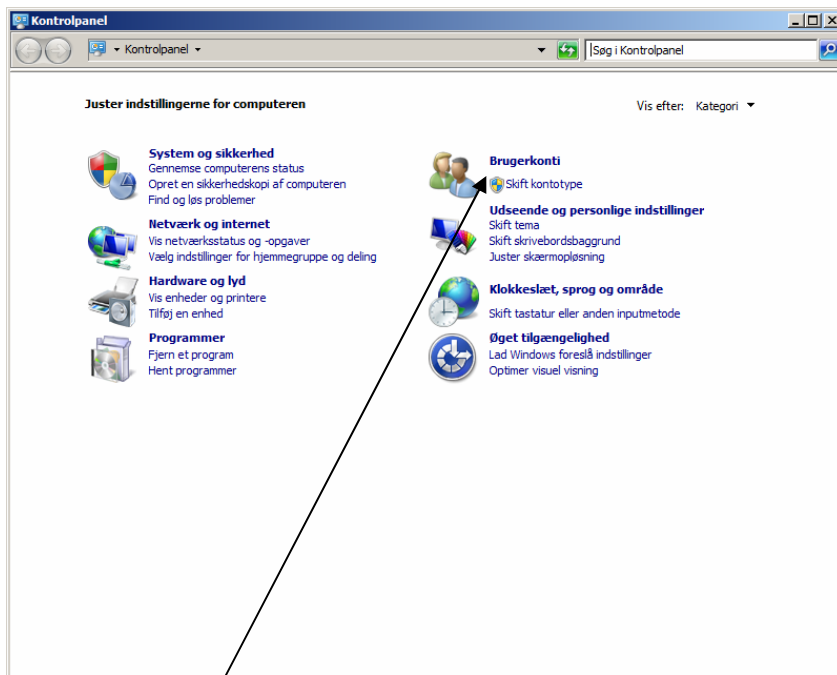 Kontrolpanel
Kontrolpanel
Søg i Kontrolpanel
Juster indstillingerne for computeren
Vis efter: Kategori
System og sikkerhed
Gennemse computerens status
Opret en sikkerhedskopi af computeren
Find og løs problemer
Netværk og internet
Vis netværksstatus og -opgaver
Vælg indstillinger for hjemmegruppe og deling
Hardware og lyd
Vis enheder og printere
Tilføj en enhed
Programmer
Fjern et program
Hent programmer
Brugerkonti
Skift kontotype
Udseende og personlige indstillinger
Skift tema
Skift skrivebordsbaggrund
Juster skærmopløsning
Klokkeslæt, sprog og område
Skift tastatur eller anden inputmetode
Øget tilgængelighed
Lad Windows foreslå indstillinger
Optimer visuel visning